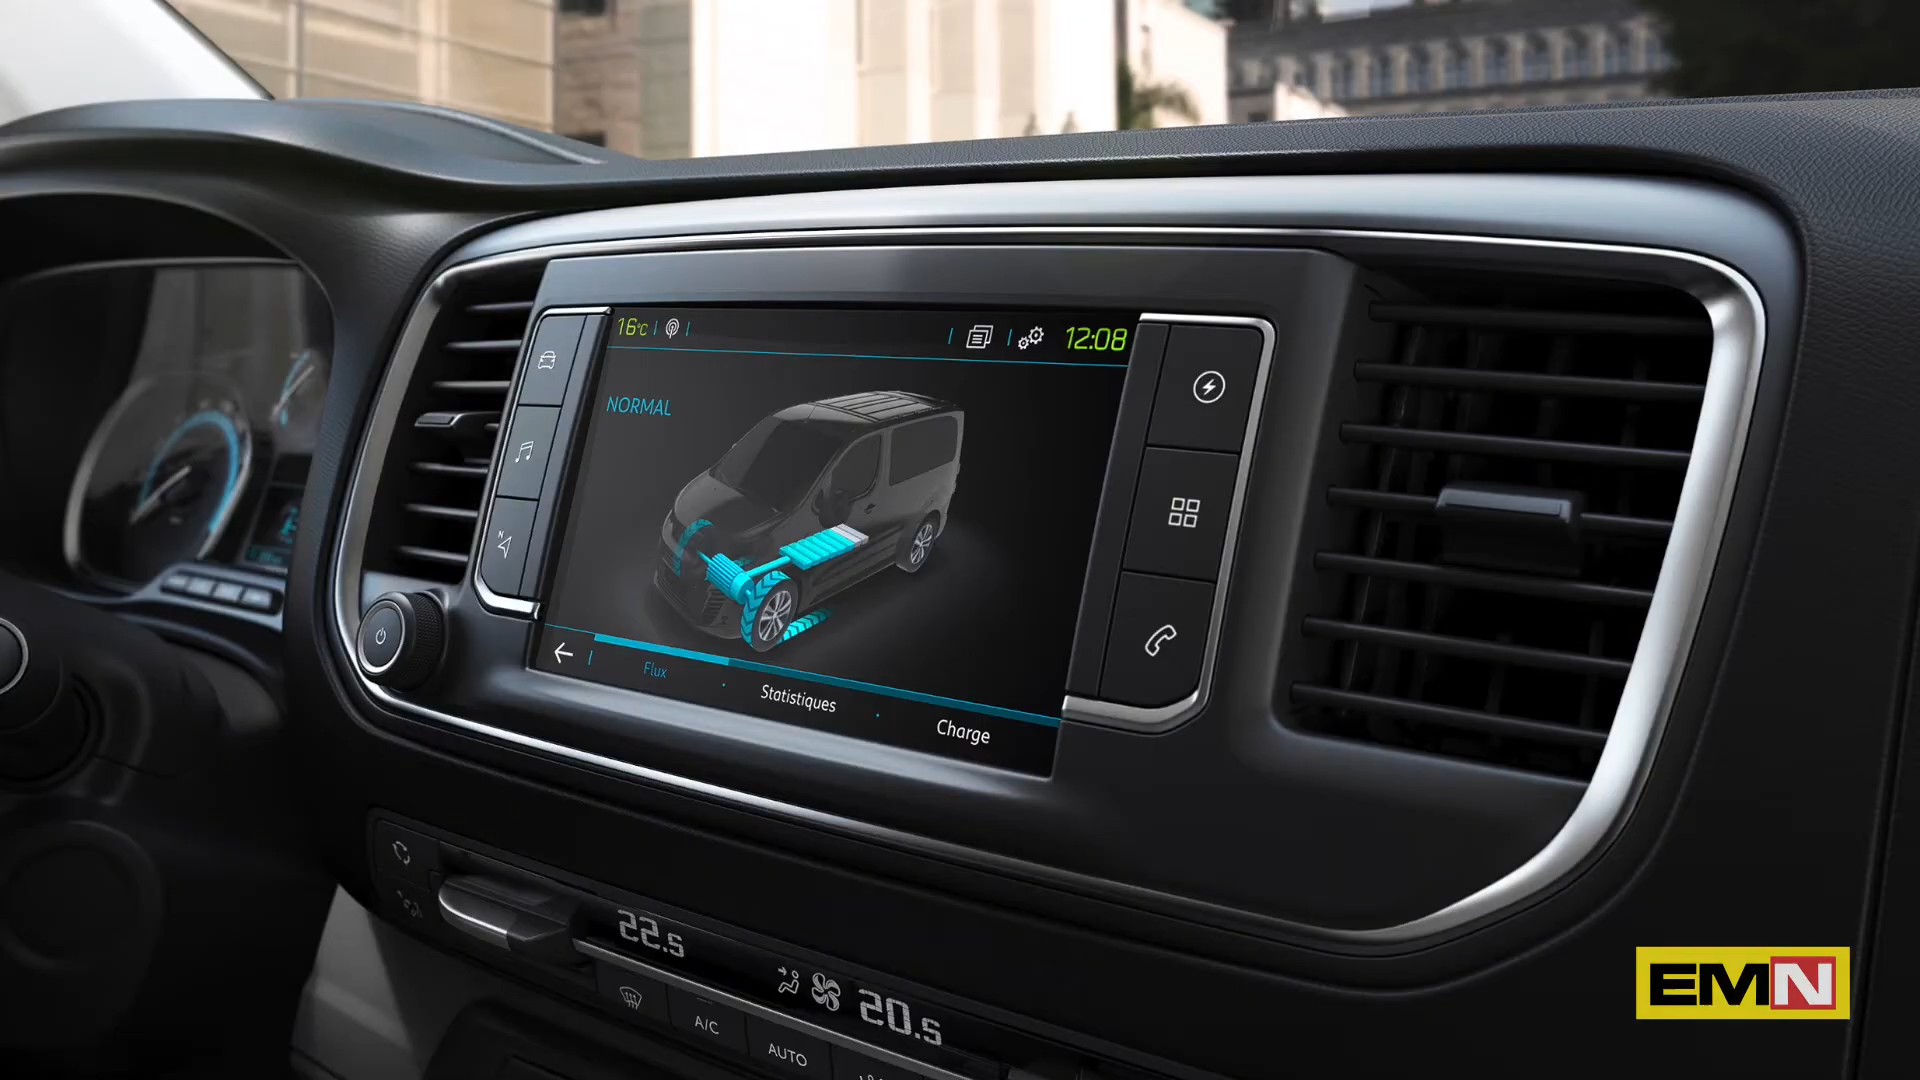 16°C
12:08
NORMAL
N
Flux
Statistiques
Charge
22.5
20.5
A/C
AUTO
EMN